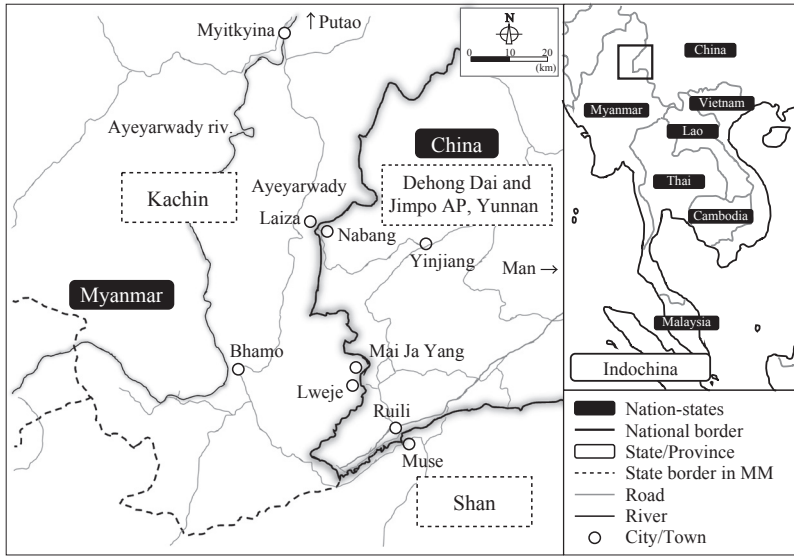 Myitkyina
↑ Putao
N
0 10 20
(km)
Ayeyarwady riv.
China
Kachin
Ayeyarwady
Dehong Dai and
Jimpo AP, Yunnan
Laiza
Nabang
Yinjiang
Man →
Myanmar
Bhamo
Mai Ja Yang
Lweje
Ruili
Muse
Shan
China
Myanmar
Vietnam
Lao
Thai
Cambodia
Malaysia
Indochina
Nation-states
National border
State/Province
State border in MM
Road
River
City/Town